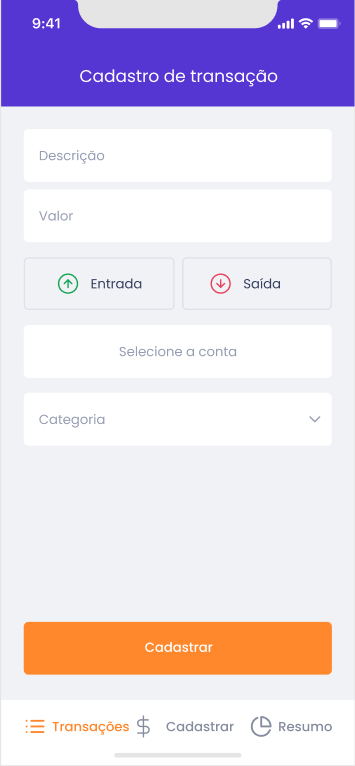 9:41
Cadastro de transação
Descrição
Valor
Entrada Saída
Selecione a conta
Categoria
Cadastrar
Transações Cadastrar Resumo